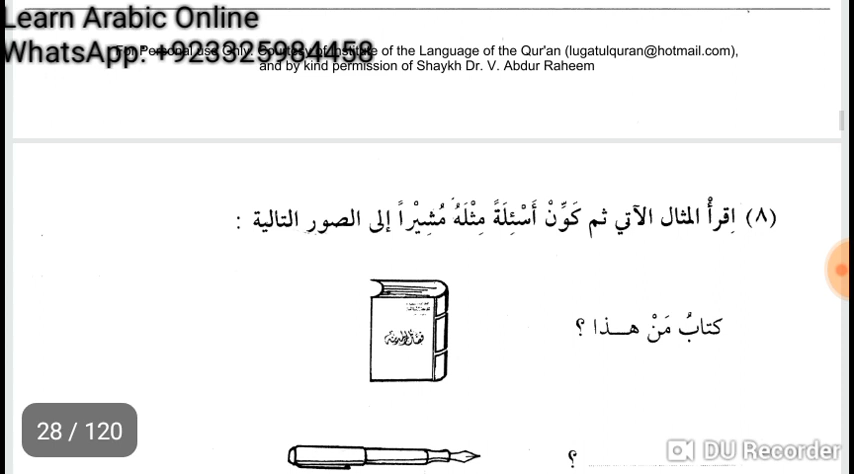 Learn Arabic Online
WhatsApp: +923325984458
For Personal use Only. Courtesy of Institute of the Language of the Qur'an (lugatulquran@hotmail.com),
and by kind permission of Shaykh Dr. V. Abdur Raheem
(٨) اِقرأْ المثال الآتي ثم كَوِّنْ أَسْئِلَةً مِثْلَهُ مُشِيْراً إلى الصور التالية :
كتابُ مَنْ هـــذا ؟
؟
28 / 120
DU Recorder